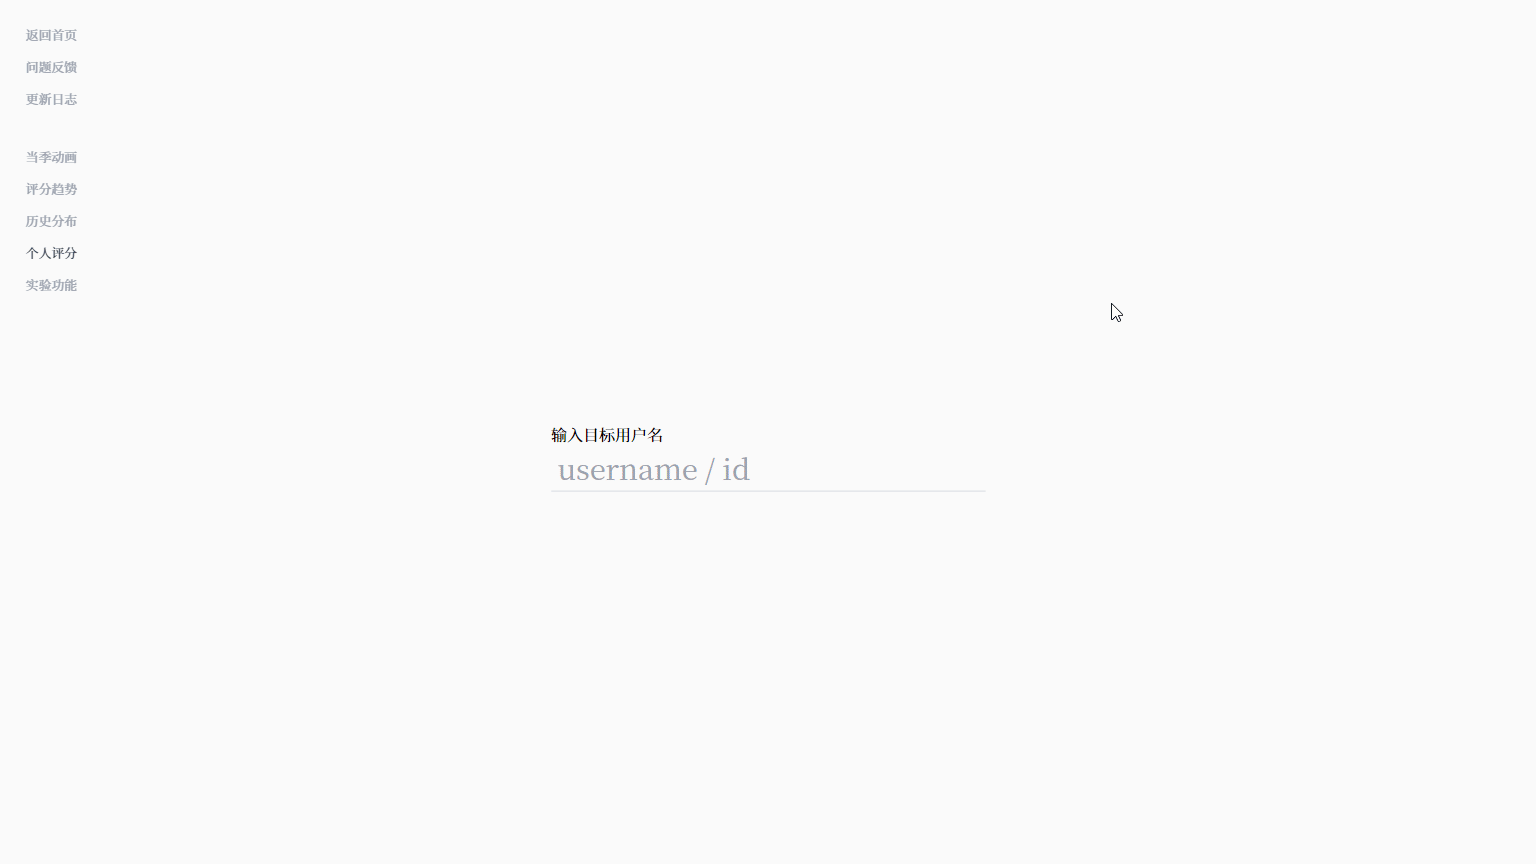 返回首页
问题反馈
更新日志
当季动画
评分趋势
历史分布
个人评分
实验功能
输入目标用户名
username / id